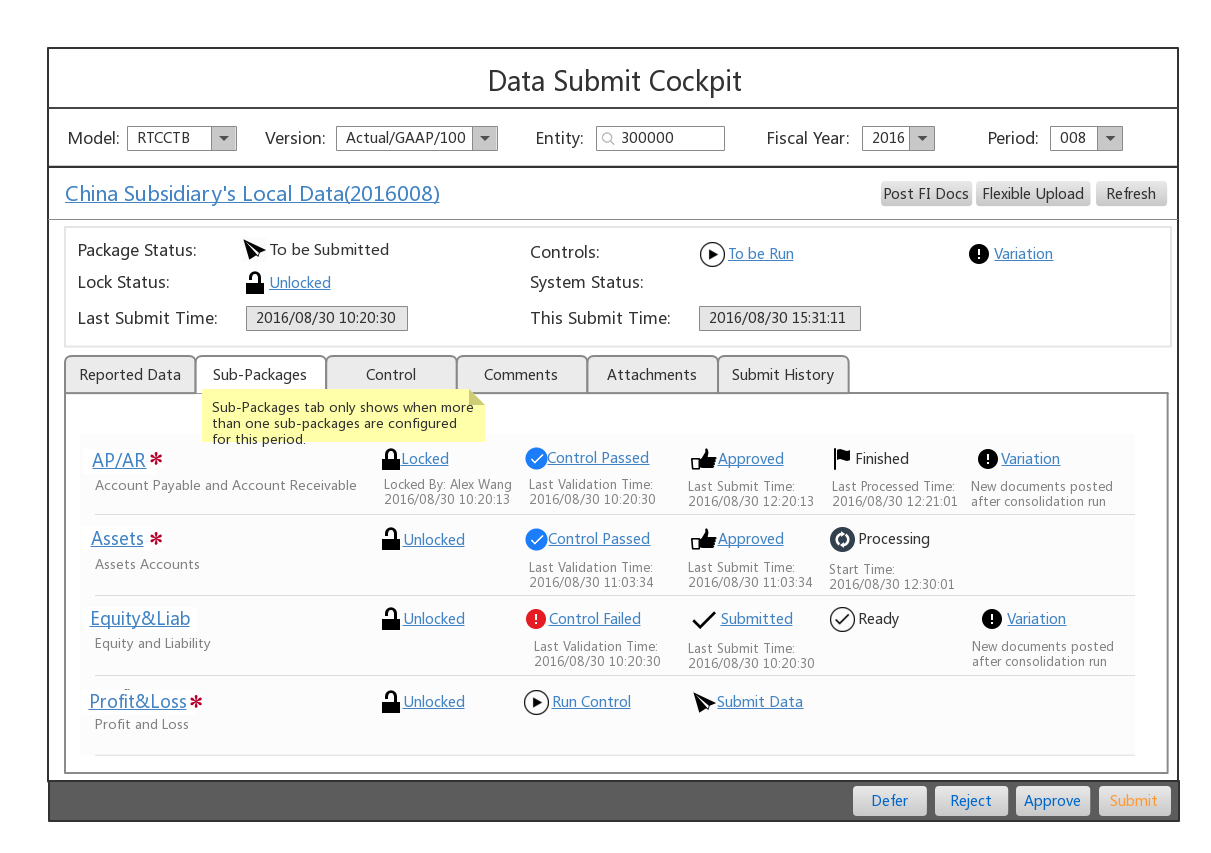 Data Submit Cockpit
Model: RTCCTB Version: Actual/GAAP/100 Entity: 300000 Fiscal Year: 2016 Period: 008
China Subsidiary's Local Data(2016008) Post FI Docs Flexible Upload Refresh
Package Status: To be Submitted Controls: To be Run Variation
Lock Status: Unlocked System Status:
Last Submit Time: 2016/08/30 10:20:30 This Submit Time: 2016/08/30 15:31:11
Reported Data Sub-Packages Control Comments Attachments Submit History
Sub-Packages tab only shows when more
than one sub-packages are configured
for this period.
AP/AR * Locked Control Passed Approved Finished Variation
Account Payable and Account Receivable Locked By: Alex Wang Last Validation Time: Last Submit Time: Last Processed Time: New documents posted
2016/08/30 10:20:13 2016/08/30 10:20:30 2016/08/30 12:20:13 2016/08/30 12:21:01 after consolidation run
Assets * Unlocked Control Passed Approved Processing
Assets Accounts Last Validation Time: Last Submit Time: Start Time:
2016/08/30 11:03:34 2016/08/30 11:03:34 2016/08/30 12:30:01
Equity&Liab Unlocked Control Failed Submitted Ready Variation
Equity and Liability Last Validation Time: Last Submit Time: New documents posted
2016/08/30 10:20:30 2016/08/30 10:20:30 after consolidation run
Profit&Loss * Unlocked Run Control Submit Data
Profit and Loss
Defer Reject Approve Submit